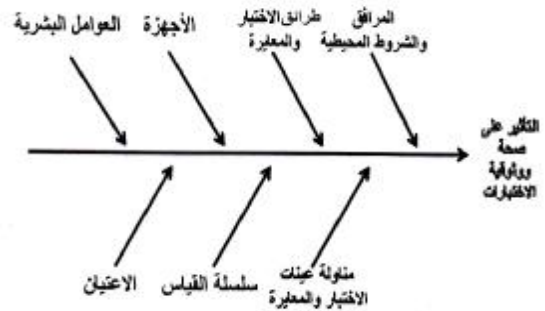 العوامل البشرية
الأجهزة
طرائق الاختبار
والمعايرة
المرافق
والشروط المحيطية
التأثير على
صحة
ووثوقية
الاختبارات
الاعتيان
سلسلة القياس
مناولة عينات
الاختبار والمعايرة